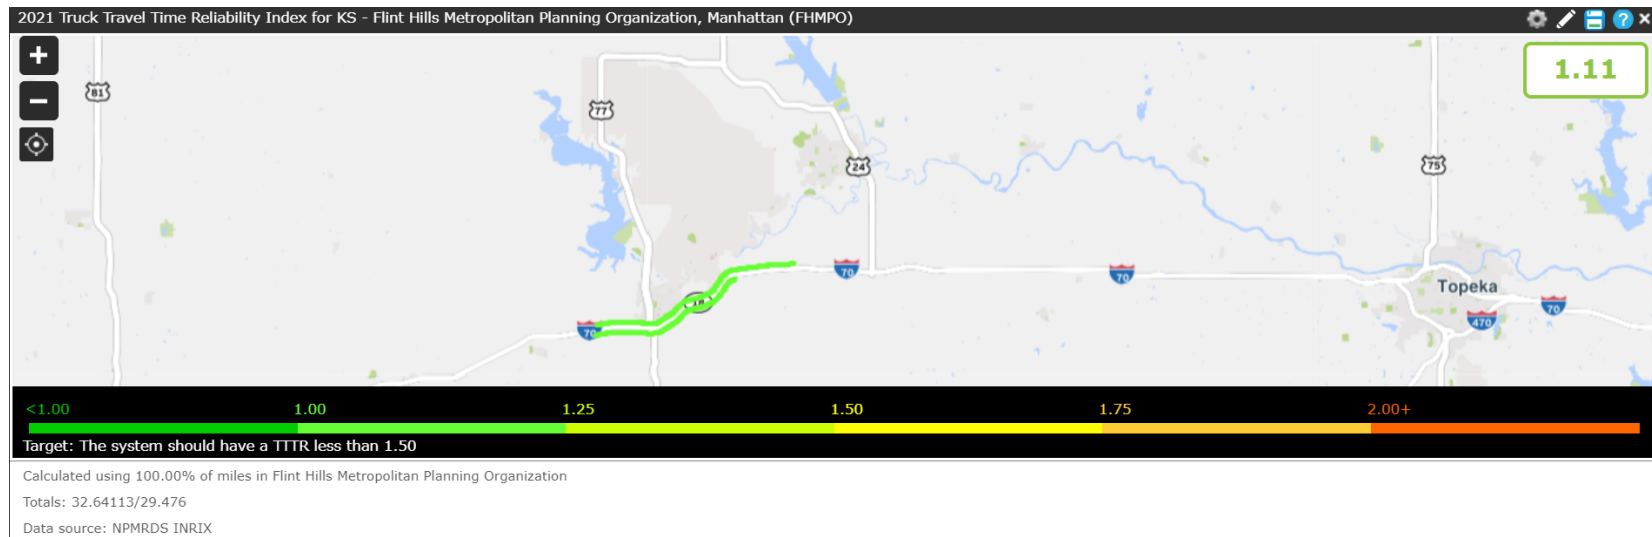 2021 Truck Travel Time Reliability Index for KS - Flint Hills Metropolitan Planning Organization, Manhattan (FHMPO)
1.11
81
77
24
75
70
70
18
70
Topeka
70
470
<1.00 1.00 1.25 1.50 1.75 2.00+
Target: The system should have a TTTR less than 1.50
Calculated using 100.00% of miles in Flint Hills Metropolitan Planning Organization
Totals: 32.64113/29.476
Data source: NPMRDS INRIX